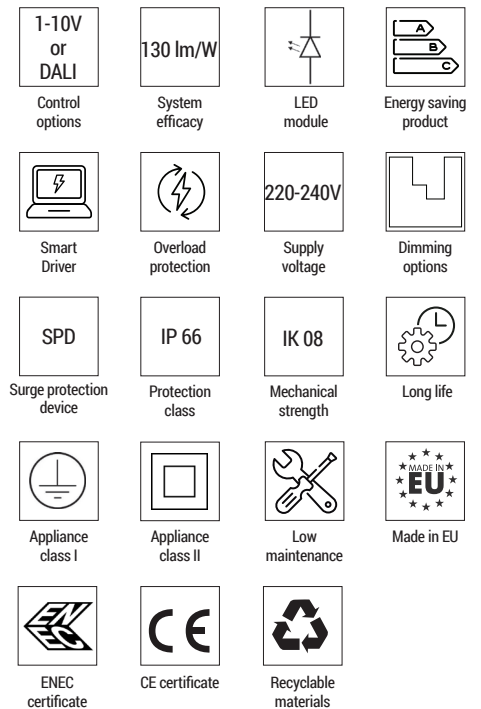 1-10V
or
DALI
Control
options
130 lm/W
System
efficacy
LED
module
A
B
C
Energy saving
product
Smart
Driver
Overload
protection
220-240V
Supply
voltage
Dimming
options
SPD
Surge protection
device
IP 66
Protection
class
IK 08
Mechanical
strength
Long life
Appliance
class I
Appliance
class II
Low
maintenance
MADE IN
EU
Made in EU
EN
EC
ENEC
certificate
CE
CE certificate
Recyclable
materials